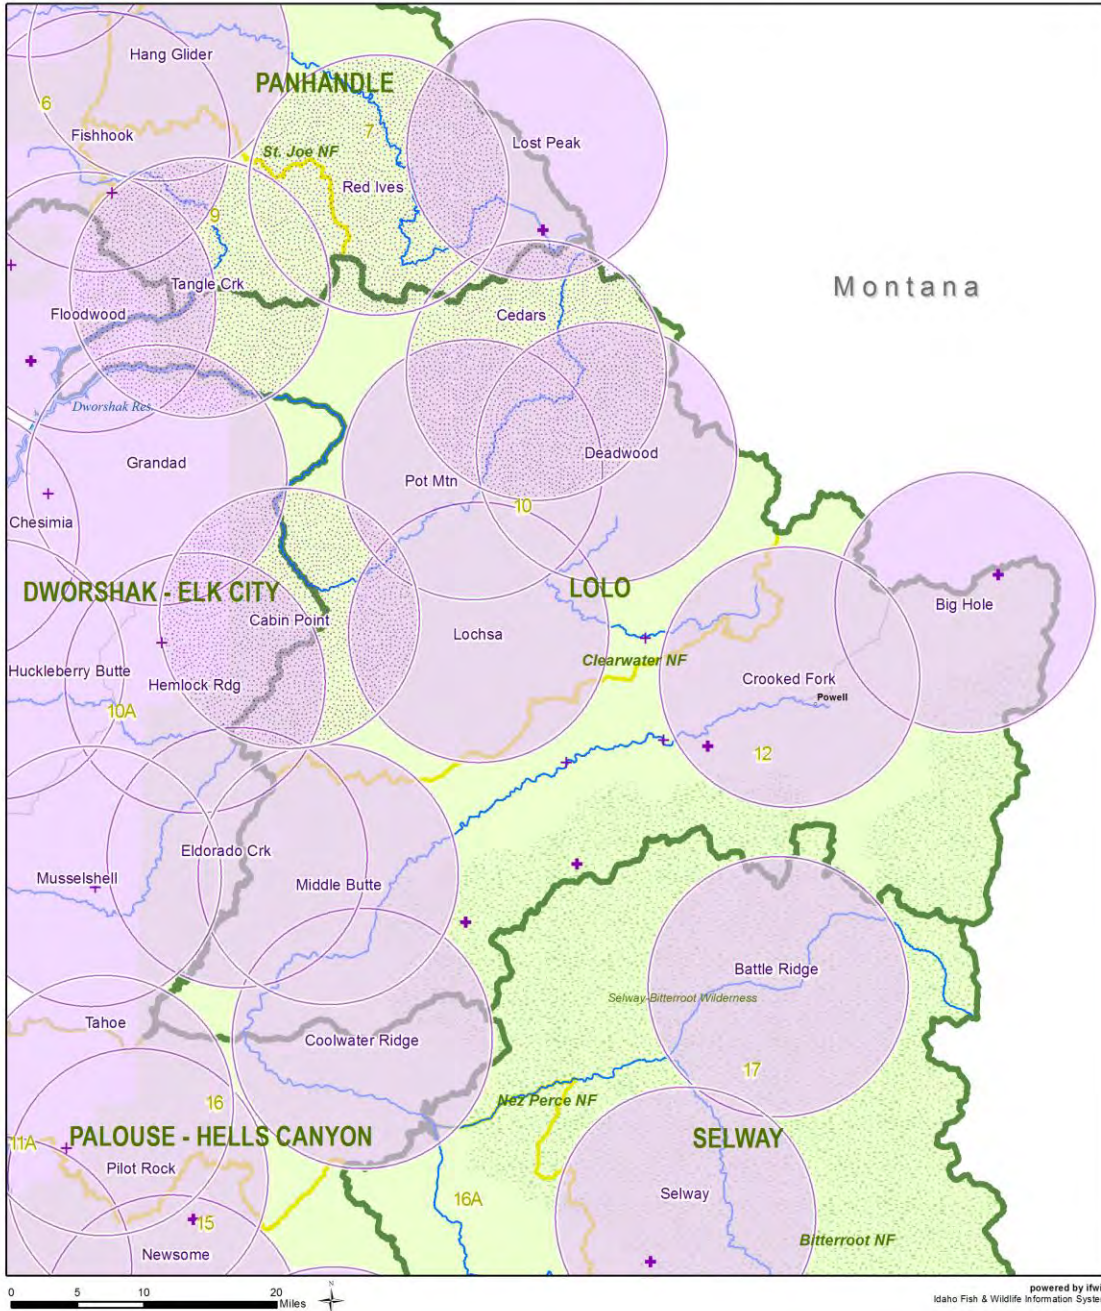 Hang Glider
PANHANDLE
6
7
Fishhook
St. Joe NF
Lost Peak
Red Ives
9
Tangle Crk
Montana
Floodwood
Cedars
Dworshak Res.
Grandad
Deadwood
Pot Mtn
10
Chesimia
DWORSHAK - ELK CITY
LOLO
Big Hole
Cabin Point
Lochsa
Clearwater NF
Huckleberry Butte
Hemlock Rdg
Crooked Fork
Powell
10A
12
Eldorado Crk
Musselshell
Middle Butte
Battle Ridge
Selway-Bitterroot Wilderness
Tahoe
Coolwater Ridge
17
16
Nez Perce NF
11A
PALOUSE - HELLS CANYON
SELWAY
Pilot Rock
16A
Selway
15
Newsome
Bitterroot NF
0 5 10 20
Miles
powered by ifwi
Idaho Fish & Wildlife Information System